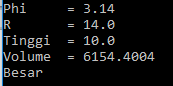 Phi = 3.14
R = 14.0
Tinggi = 10.0
Volume = 6154.4004
Besar